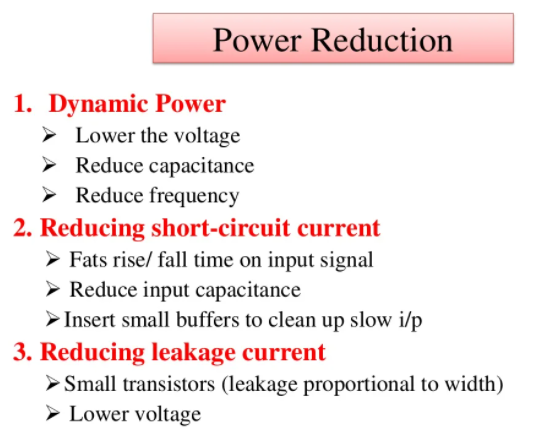 Power Reduction
1. Dynamic Power
➤ Lower the voltage
➤ Reduce capacitance
➤ Reduce frequency
2. Reducing short-circuit current
➤ Fats rise/ fall time on input signal
➤ Reduce input capacitance
➤Insert small buffers to clean up slow i/p
3. Reducing leakage current
➤Small transistors (leakage proportional to width)
➤ Lower voltage